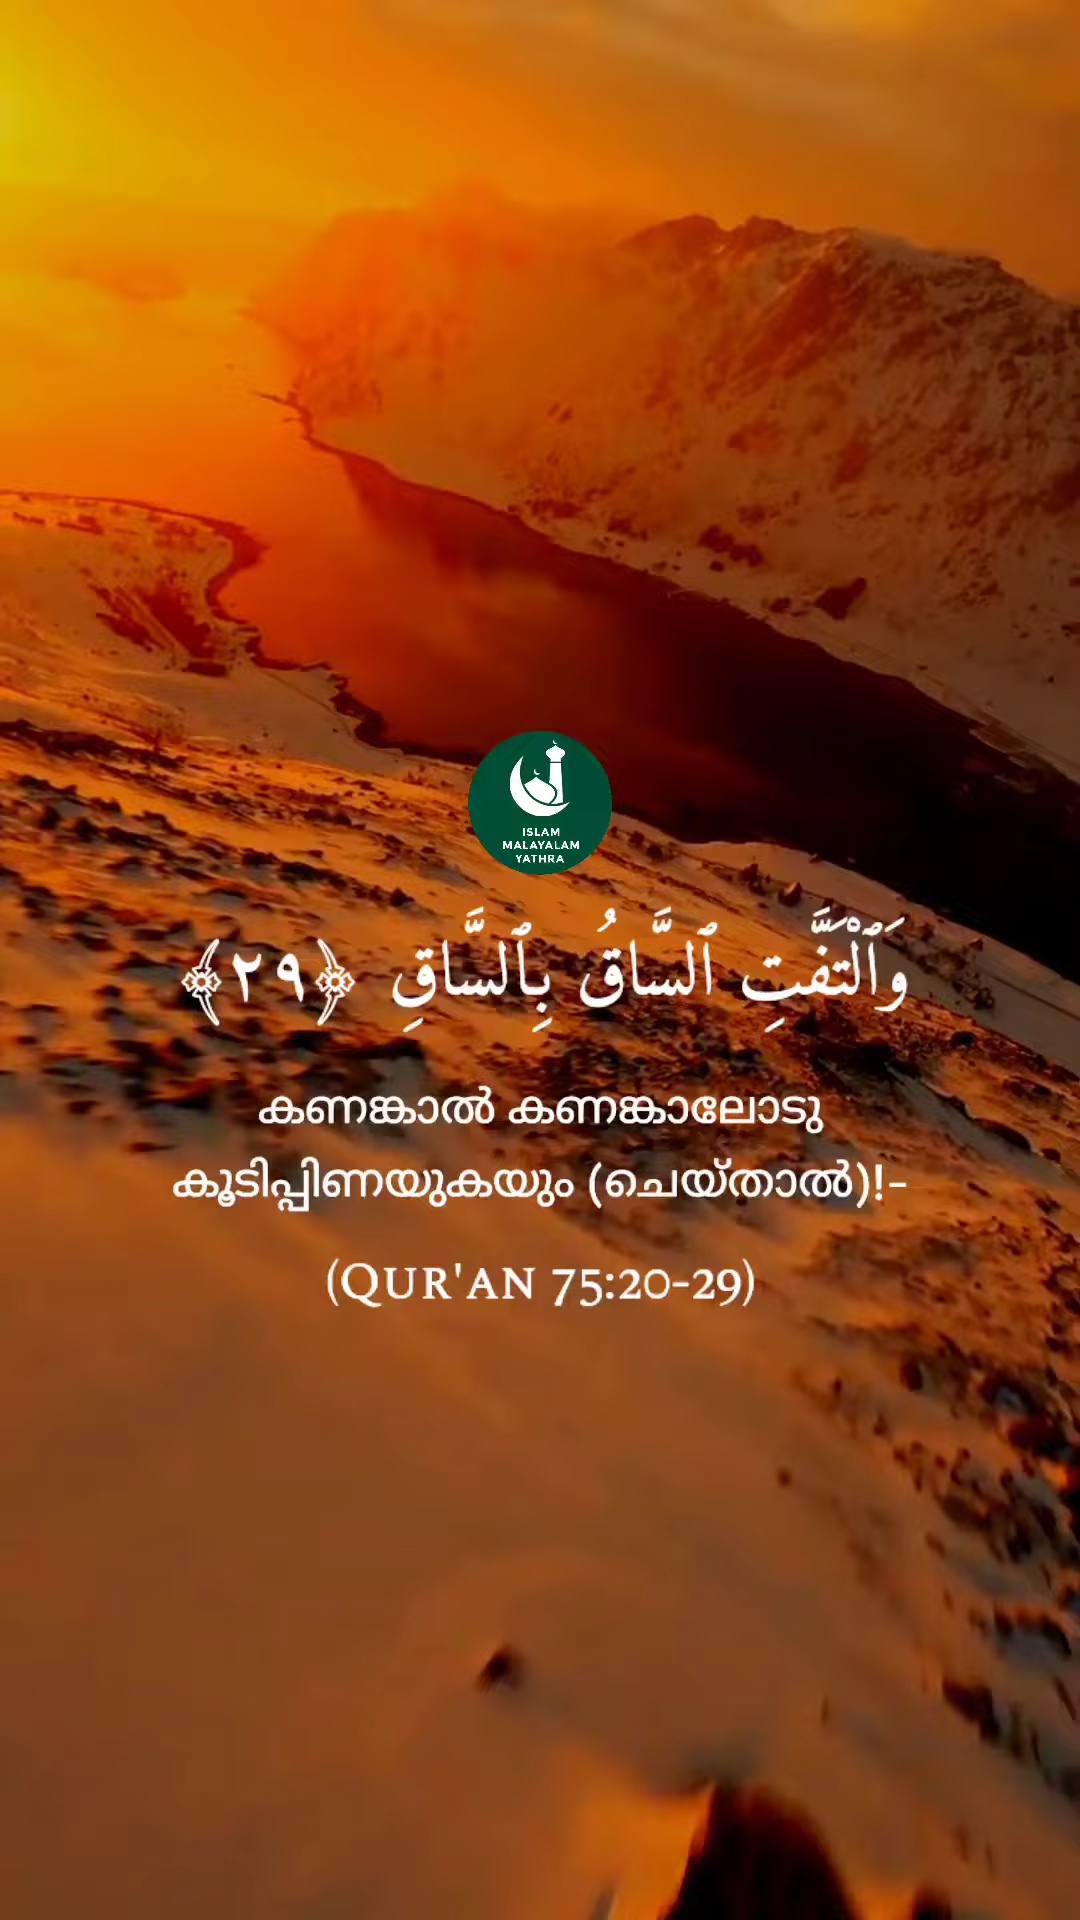 ISLAM
MALAYALAM
YATHRA
وَٱلْتَفَّتِ ٱلسَّاقُ بِٱلسَّاقِ ﴿٢٩﴾
കണങ്കാൽ കണങ്കാലോടു
കൂടിപ്പിണയുകയും (ചെയ്താൽ)!-
(QUR'AN 75:20-29)